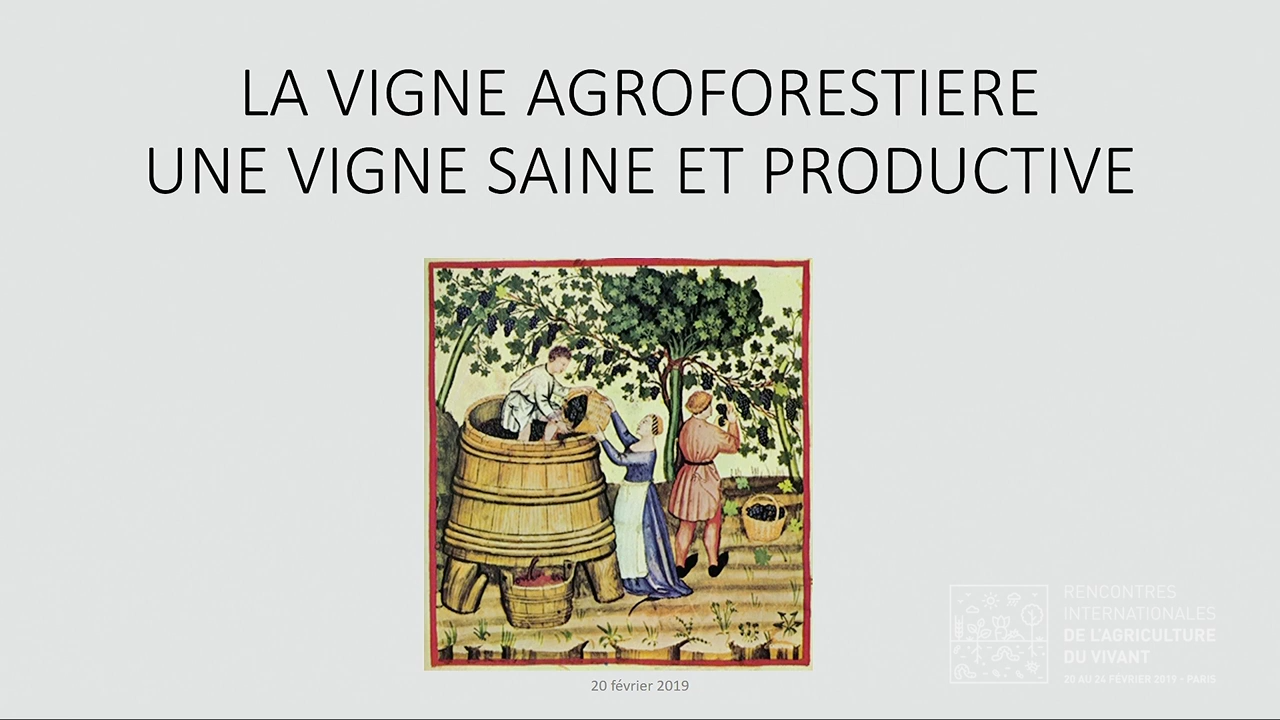 LA VIGNE AGROFORESTIERE
UNE VIGNE SAINE ET PRODUCTIVE
20 février 2019
RENCONTRES
INTERNATIONALES
DE L'AGRICULTURE
DU VIVANT
20 AU 24 FÉVRIER 2019 - PARIS